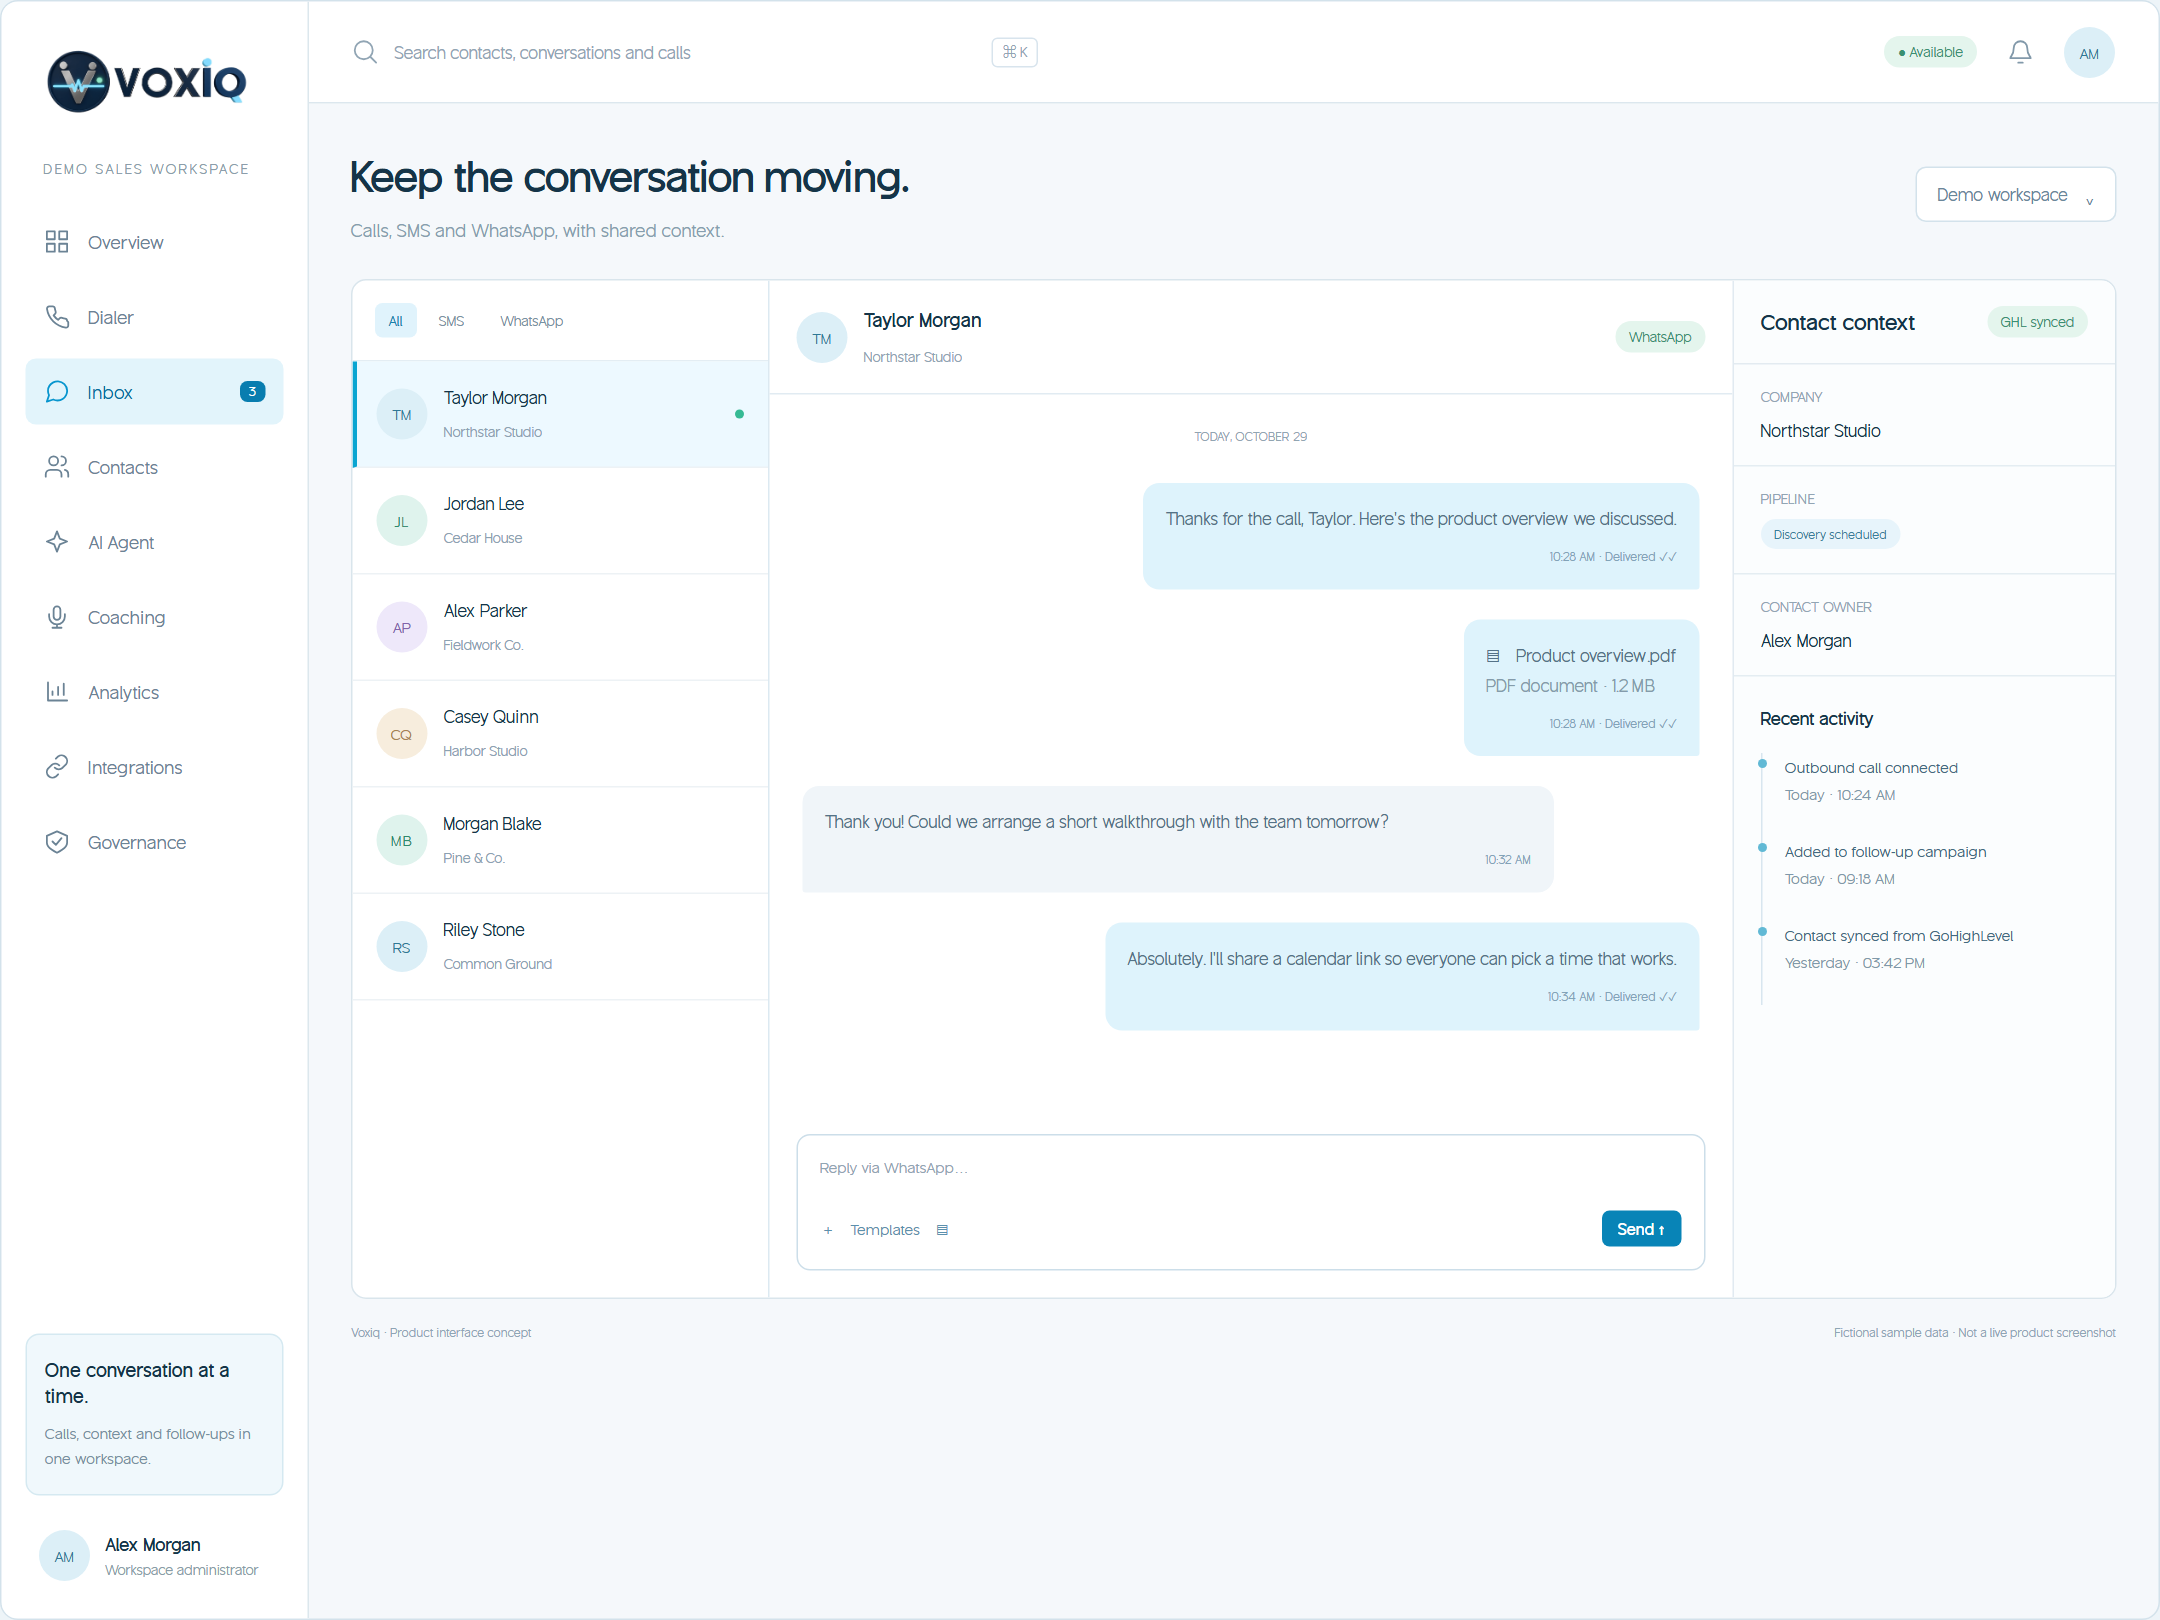 voxiq
DEMO SALES WORKSPACE
Overview
Dialer
Inbox
3
Contacts
AI Agent
Coaching
Analytics
Integrations
Governance
One conversation at a
time.
Calls, context and follow-ups in
one workspace.
AM
Alex Morgan
Workspace administrator
Search contacts, conversations and calls
⌘ K
● Available
AM
Keep the conversation moving.
Calls, SMS and WhatsApp, with shared context.
Demo workspace
All
SMS
WhatsApp
TM
Taylor Morgan
Northstar Studio
JL
Jordan Lee
Cedar House
AP
Alex Parker
Fieldwork Co.
CQ
Casey Quinn
Harbor Studio
MB
Morgan Blake
Pine & Co.
RS
Riley Stone
Common Ground
TM
Taylor Morgan
Northstar Studio
WhatsApp
TODAY, OCTOBER 29
Thanks for the call, Taylor. Here's the product overview we discussed.
10:28 AM · Delivered ✓✓
Product overview.pdf
PDF document · 1.2 MB
10:28 AM · Delivered ✓✓
Thank you! Could we arrange a short walkthrough with the team tomorrow?
10:32 AM
Absolutely. I'll share a calendar link so everyone can pick a time that works.
10:34 AM · Delivered ✓✓
Reply via WhatsApp...
+ Templates
Send ↑
Contact context
GHL synced
COMPANY
Northstar Studio
PIPELINE
Discovery scheduled
CONTACT OWNER
Alex Morgan
Recent activity
Outbound call connected
Today · 10:24 AM
Added to follow-up campaign
Today · 09:18 AM
Contact synced from GoHighLevel
Yesterday · 03:42 PM
Voxiq · Product interface concept
Fictional sample data · Not a live product screenshot